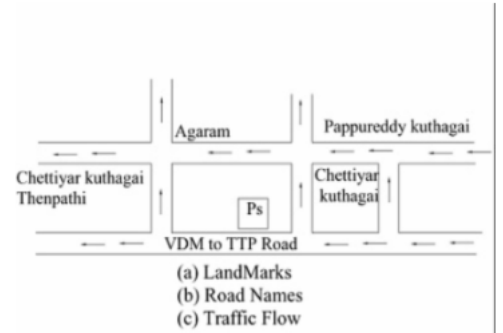 Agaram
Pappureddy kuthagai
Chettiyar kuthagai
Thenpathi
Chettiyar
kuthagai
Ps
VDM to TTP Road
(a) LandMarks
(b) Road Names
(c) Traffic Flow